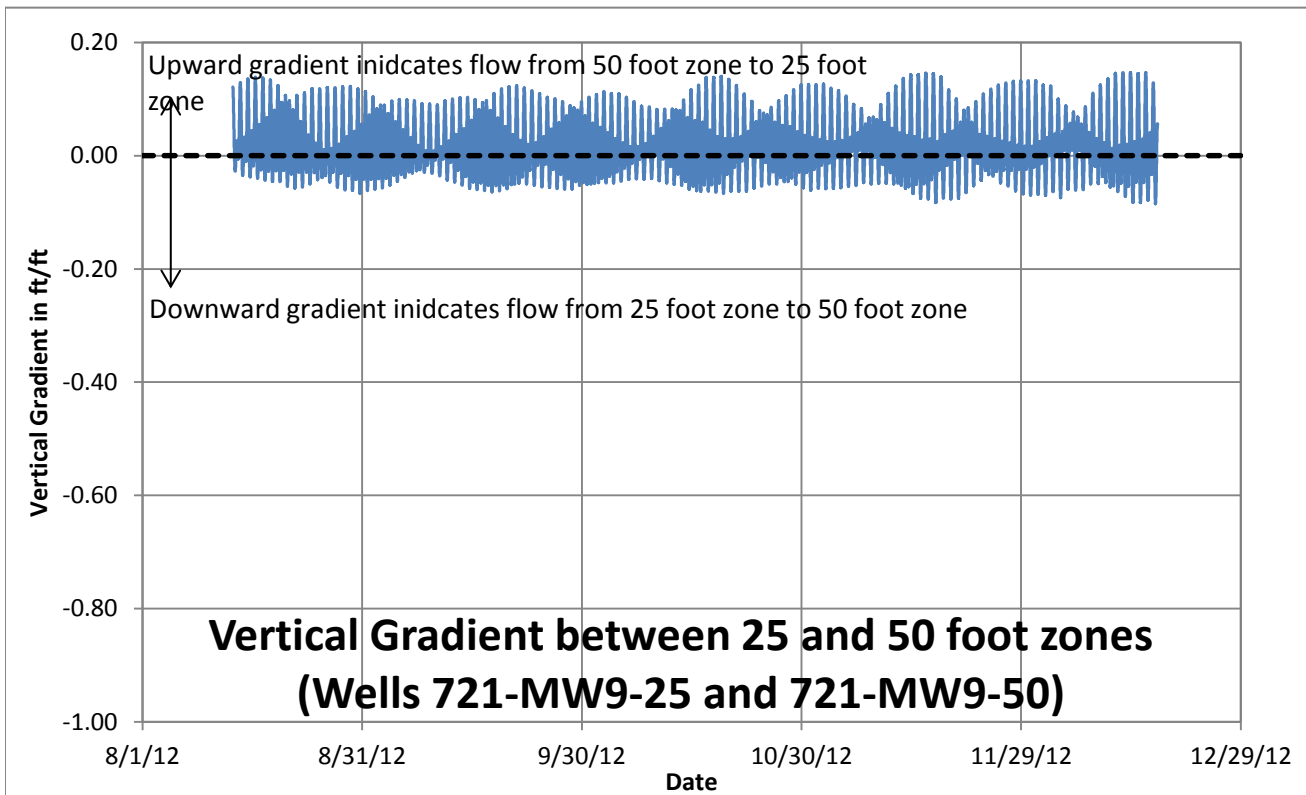 0.20
Upward gradient inidcates flow from 50 foot zone to 25 foot
zone
0.00
-0.20
Downward gradient inidcates flow from 25 foot zone to 50 foot zone
Vertical Gradient in ft/ft
-0.40
-0.60
-0.80
Vertical Gradient between 25 and 50 foot zones
(Wells 721-MW9-25 and 721-MW9-50)
-1.00
8/1/12 8/31/12 9/30/12 10/30/12 11/29/12 12/29/12
Date